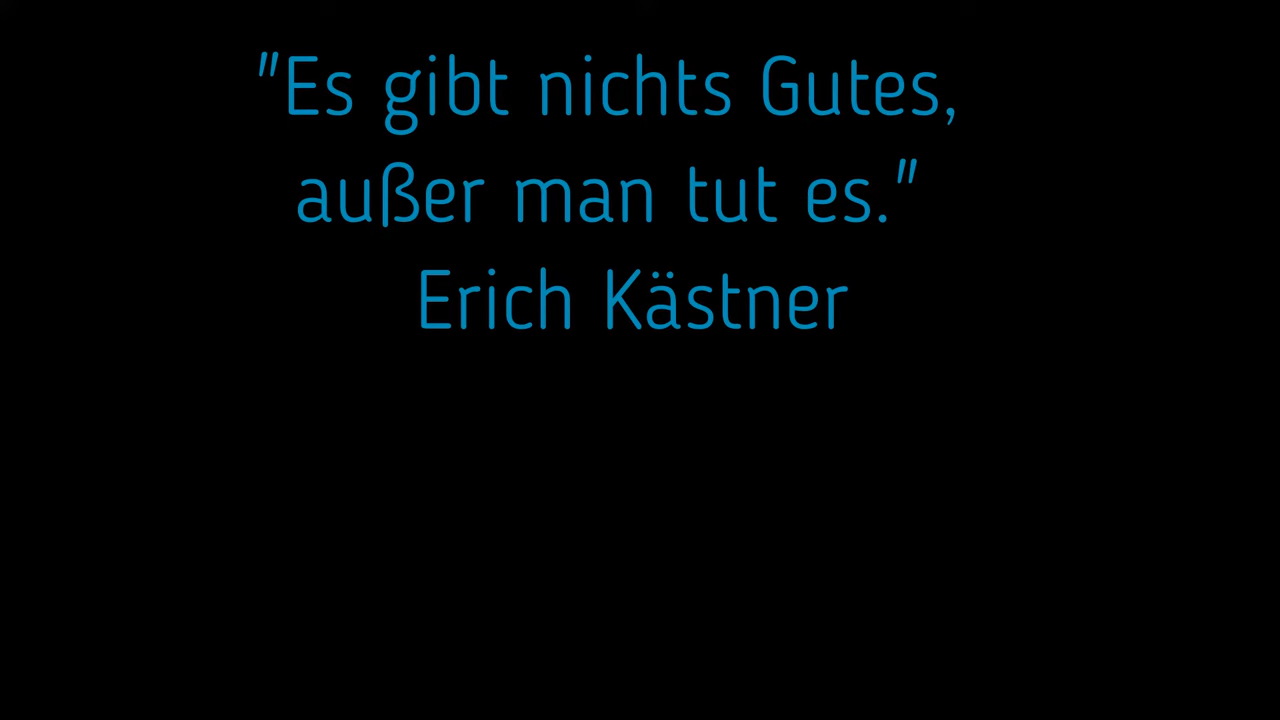 "Es gibt nichts Gutes,
außer man tut es."
Erich Kästner